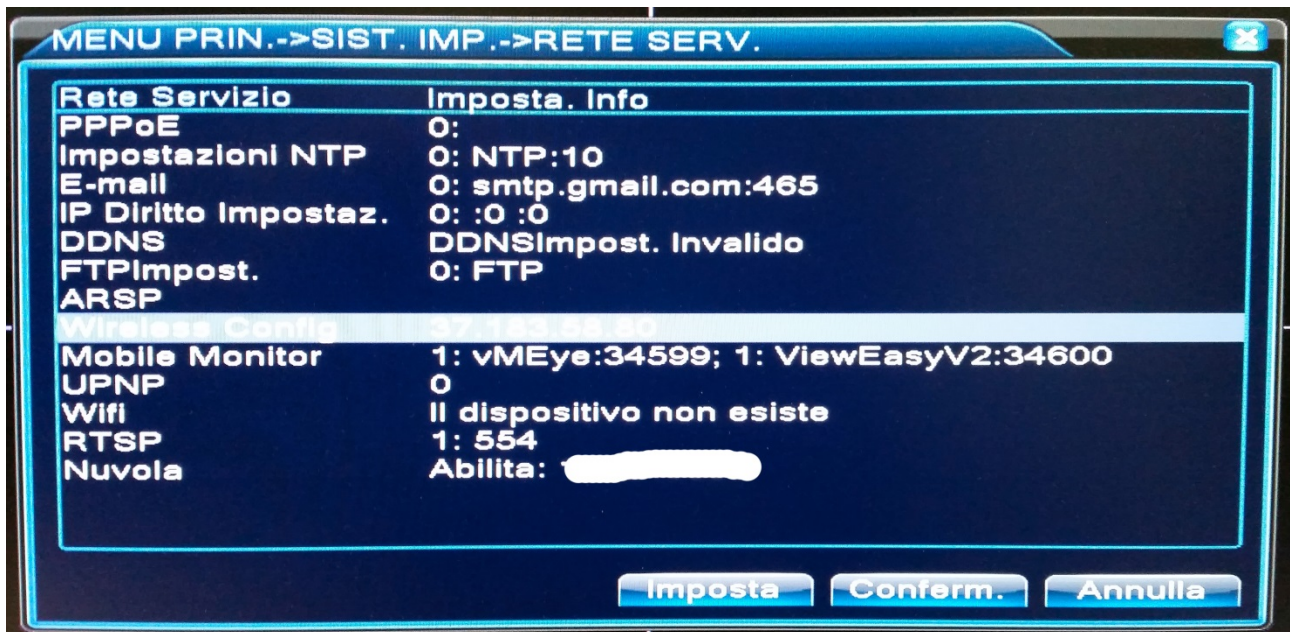 MENU PRIN.->SIST. IMP.->RETE SERV.
Rete Servizio Imposta. Info
PPPoE 0:
Impostazioni NTP 0: NTP:10
E-mail 0: smtp.gmail.com:465
IP Diritto Impostaz. 0: :0 :0
DDNS DDNSImpost. Invalido
FTPImpost. 0: FTP
ARSP
Wireless Config 37.183.58.80
Mobile Monitor 1: vMEye:34599; 1: ViewEasyV2:34600
UPNP 0
Wifi Il dispositivo non esiste
RTSP 1: 554
Nuvola Abilita:
Imposta Conferm. Annulla